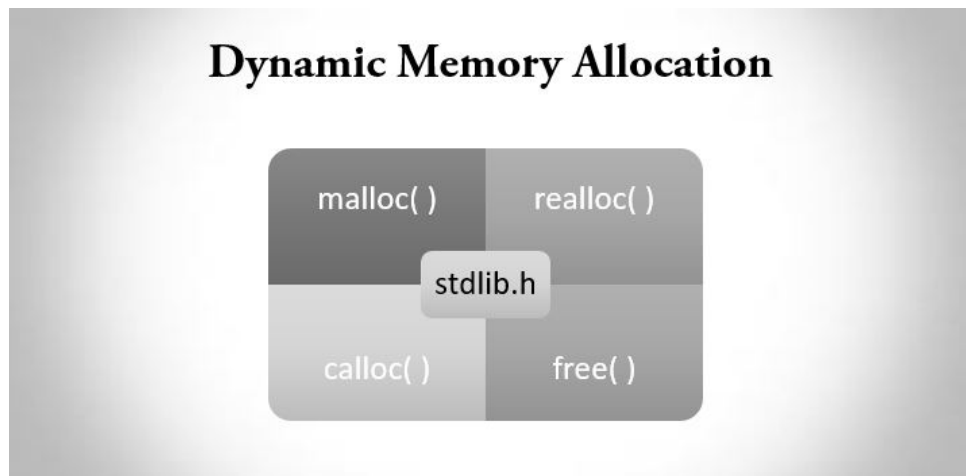 Dynamic Memory Allocation
malloc( )
realloc( )
stdlib.h
calloc( )
free( )